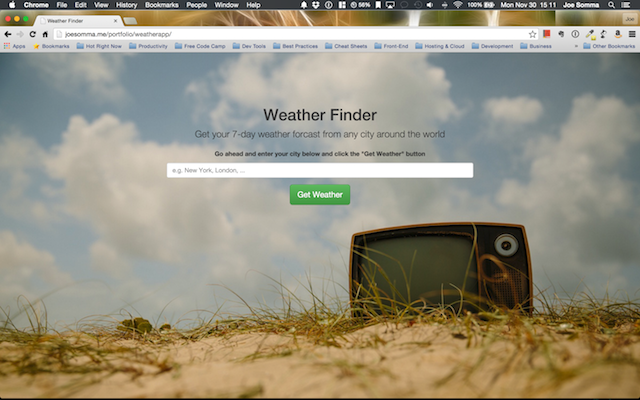 Chrome File Edit View History Bookmarks People Window Help 56% 100% Mon Nov 30 15:11 Joe Somma
Weather Finder
Joe
joesomma.me/portfolio/weatherapp/
Apps Bookmarks Hot Right Now Productivity Free Code Camp Dev Tools Best Practices Cheat Sheets Front-End Hosting & Cloud Development Business » Other Bookmarks
Weather Finder
Get your 7-day weather forcast from any city around the world
Go ahead and enter your city below and click the "Get Weather" button
e.g. New York, London, ...
Get Weather